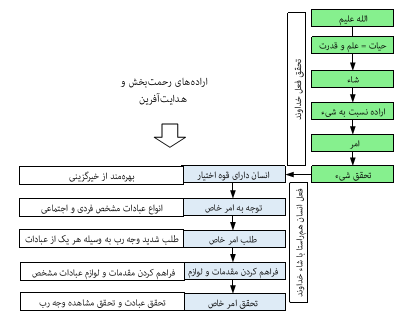 الله علیم
حیات = علم و قدرت
شاء
اراده نسبت به شیء
امر
تحقق شیء
تحقق فعل خداوند
اراده‌های رحمت‌بخش و
هدایت‌آفرین
انسان دارای قوه اختیار
بهره‌مند از خیرگزینی
توجه به امر خاص
انواع عبادات مشخص فردی و اجتماعی
طلب امر خاص
طلب شدید وجه رب به وسیله هر یک از عبادات
فراهم کردن مقدمات و لوازم
فراهم کردن مقدمات و لوازم عبادات مشخص
تحقق امر خاص
تحقق عبادت و تحقق مشاهده وجه رب
فعل انسان هم‌راستا با شاء خداوند